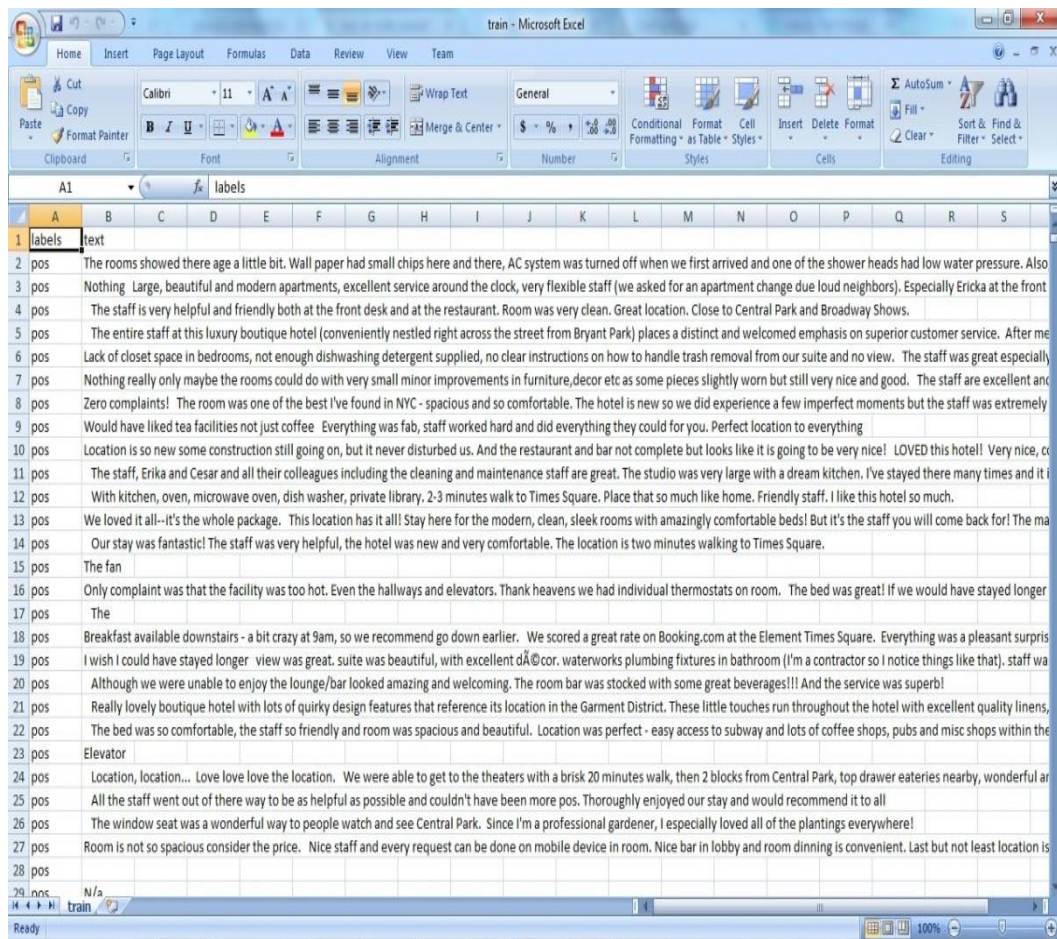 train - Microsoft Excel
Home Insert Page Layout Formulas Data Review View Team
Cut
Copy
Paste
Format Painter
Clipboard
Calibri 11
B I U
Font
Wrap Text
Merge & Center
Alignment
General
$ % ,
Number
Conditional Formatting
Format as Table
Cell Styles
Styles
Insert Delete Format
Cells
Σ AutoSum
Fill
Clear
Sort & Filter
Find & Select
Editing
A1 fx labels
A B C D E F G H I J K L M N O P Q R S
1 labels text
2 pos The rooms showed there age a little bit. Wall paper had small chips here and there, AC system was turned off when we first arrived and one of the shower heads had low water pressure. Also
3 pos Nothing Large, beautiful and modern apartments, excellent service around the clock, very flexible staff (we asked for an apartment change due loud neighbors). Especially Ericka at the front
4 pos The staff is very helpful and friendly both at the front desk and at the restaurant. Room was very clean. Great location. Close to Central Park and Broadway Shows.
5 pos The entire staff at this luxury boutique hotel (conveniently nestled right across the street from Bryant Park) places a distinct and welcomed emphasis on superior customer service. After me
6 pos Lack of closet space in bedrooms, not enough dishwashing detergent supplied, no clear instructions on how to handle trash removal from our suite and no view. The staff was great especially
7 pos Nothing really only maybe the rooms could do with very small minor improvements in furniture,decor etc as some pieces slightly worn but still very nice and good. The staff are excellent and
8 pos Zero complaints! The room was one of the best I've found in NYC - spacious and so comfortable. The hotel is new so we did experience a few imperfect moments but the staff was extremely
9 pos Would have liked tea facilities not just coffee Everything was fab, staff worked hard and did everything they could for you. Perfect location to everything
10 pos Location is so new some construction still going on, but it never disturbed us. And the restaurant and bar not complete but looks like it is going to be very nice! LOVED this hotel! Very nice, co
11 pos The staff, Erika and Cesar and all their colleagues including the cleaning and maintenance staff are great. The studio was very large with a dream kitchen. I've stayed there many times and it i
12 pos With kitchen, oven, microwave oven, dish washer, private library. 2-3 minutes walk to Times Square. Place that so much like home. Friendly staff. I like this hotel so much.
13 pos We loved it all--it's the whole package. This location has it all! Stay here for the modern, clean, sleek rooms with amazingly comfortable beds! But it's the staff you will come back for! The ma
14 pos Our stay was fantastic! The staff was very helpful, the hotel was new and very comfortable. The location is two minutes walking to Times Square.
15 pos The fan
16 pos Only complaint was that the facility was too hot. Even the hallways and elevators. Thank heavens we had individual thermostats on room. The bed was great! If we would have stayed longer
17 pos The
18 pos Breakfast available downstairs - a bit crazy at 9am, so we recommend go down earlier. We scored a great rate on Booking.com at the Element Times Square. Everything was a pleasant surpris
19 pos I wish I could have stayed longer view was great. suite was beautiful, with excellent dÃ©cor. waterworks plumbing fixtures in bathroom (I'm a contractor so I notice things like that). staff wa
20 pos Although we were unable to enjoy the lounge/bar looked amazing and welcoming. The room bar was stocked with some great beverages!!! And the service was superb!
21 pos Really lovely boutique hotel with lots of quirky design features that reference its location in the Garment District. These little touches run throughout the hotel with excellent quality linens,
22 pos The bed was so comfortable, the staff so friendly and room was spacious and beautiful. Location was perfect - easy access to subway and lots of coffee shops, pubs and misc shops within the
23 pos Elevator
24 pos Location, location... Love love love the location. We were able to get to the theaters with a brisk 20 minutes walk, then 2 blocks from Central Park, top drawer eateries nearby, wonderful ar
25 pos All the staff went out of there way to be as helpful as possible and couldn't have been more pos. Thoroughly enjoyed our stay and would recommend it to all
26 pos The window seat was a wonderful way to people watch and see Central Park. Since I'm a professional gardener, I especially loved all of the plantings everywhere!
27 pos Room is not so spacious consider the price. Nice staff and every request can be done on mobile device in room. Nice bar in lobby and room dinning is convenient. Last but not least location is
28 pos
29 pos N/a
train
Ready 100%